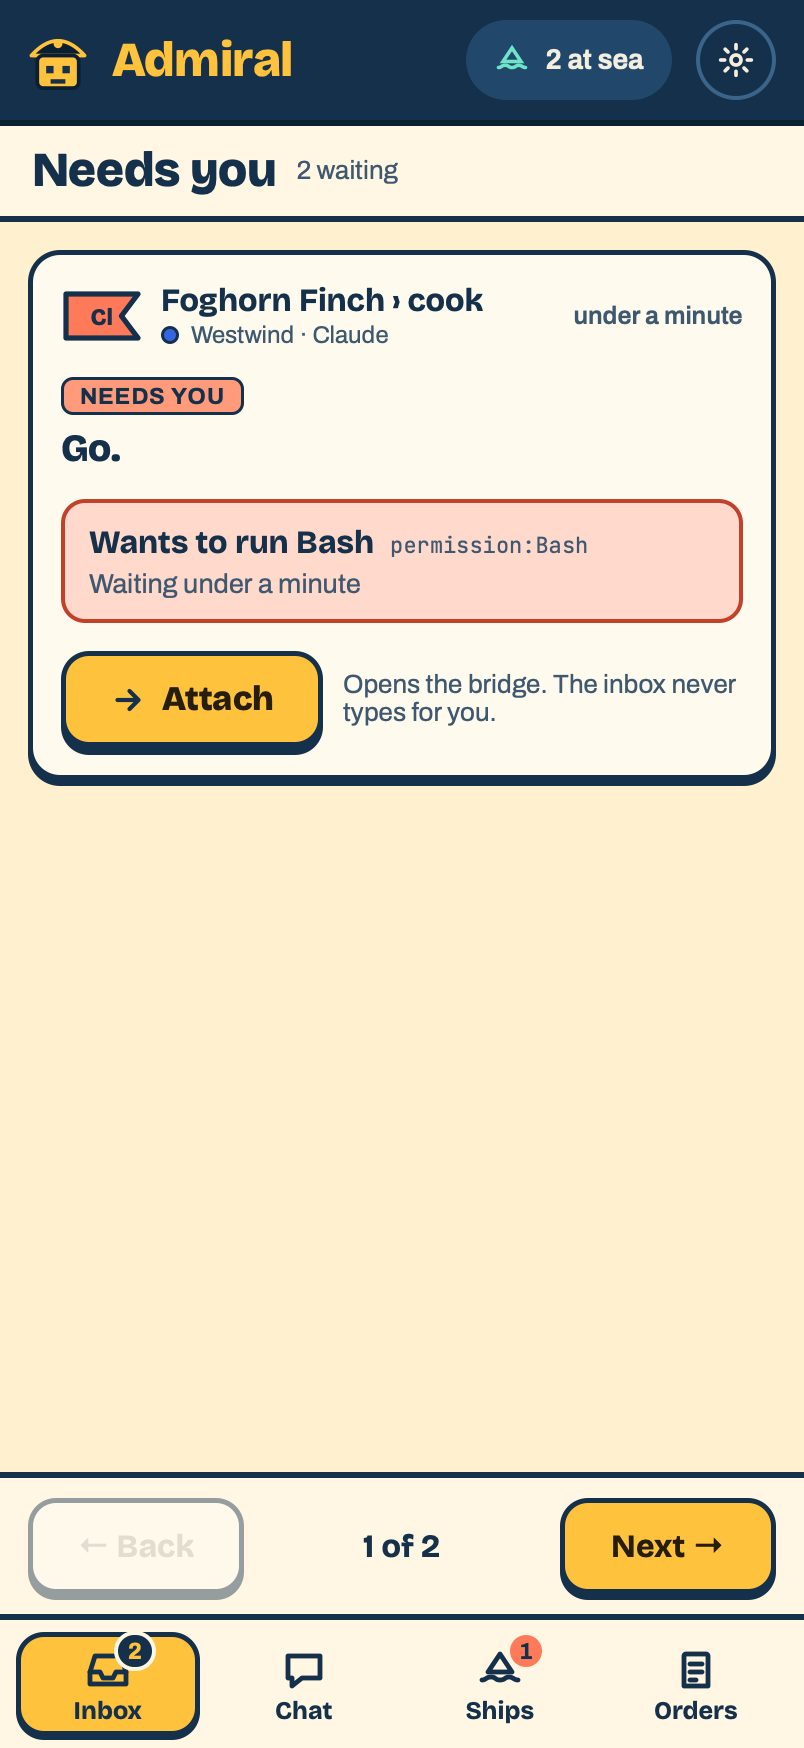 Admiral
2 at sea
Needs you 2 waiting
Cl
Foghorn Finch › cook
under a minute
Westwind · Claude
NEEDS YOU
Go.
Wants to run Bash permission:Bash
Waiting under a minute
→ Attach
Opens the bridge. The inbox never
types for you.
← Back
1 of 2
Next →
2
1
Inbox
Chat
Ships
Orders